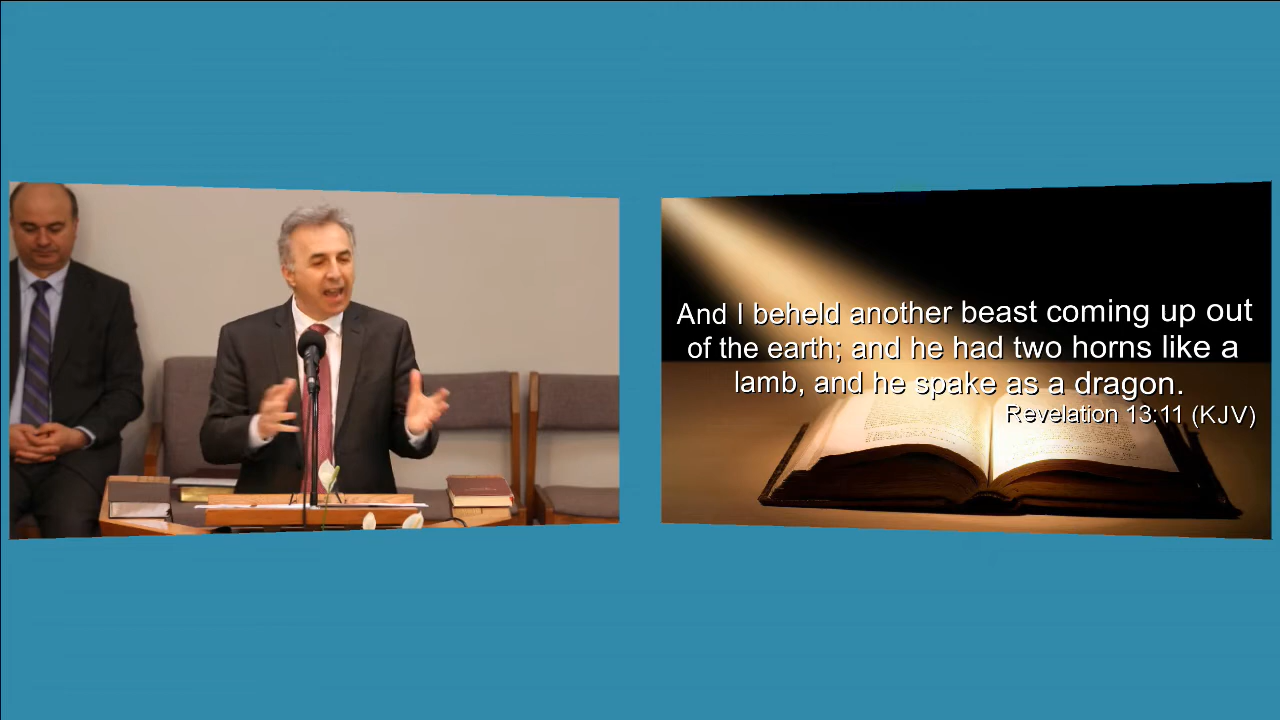 And I beheld another beast coming up out
of the earth; and he had two horns like a
lamb, and he spake as a dragon.
Revelation 13:11 (KJV)